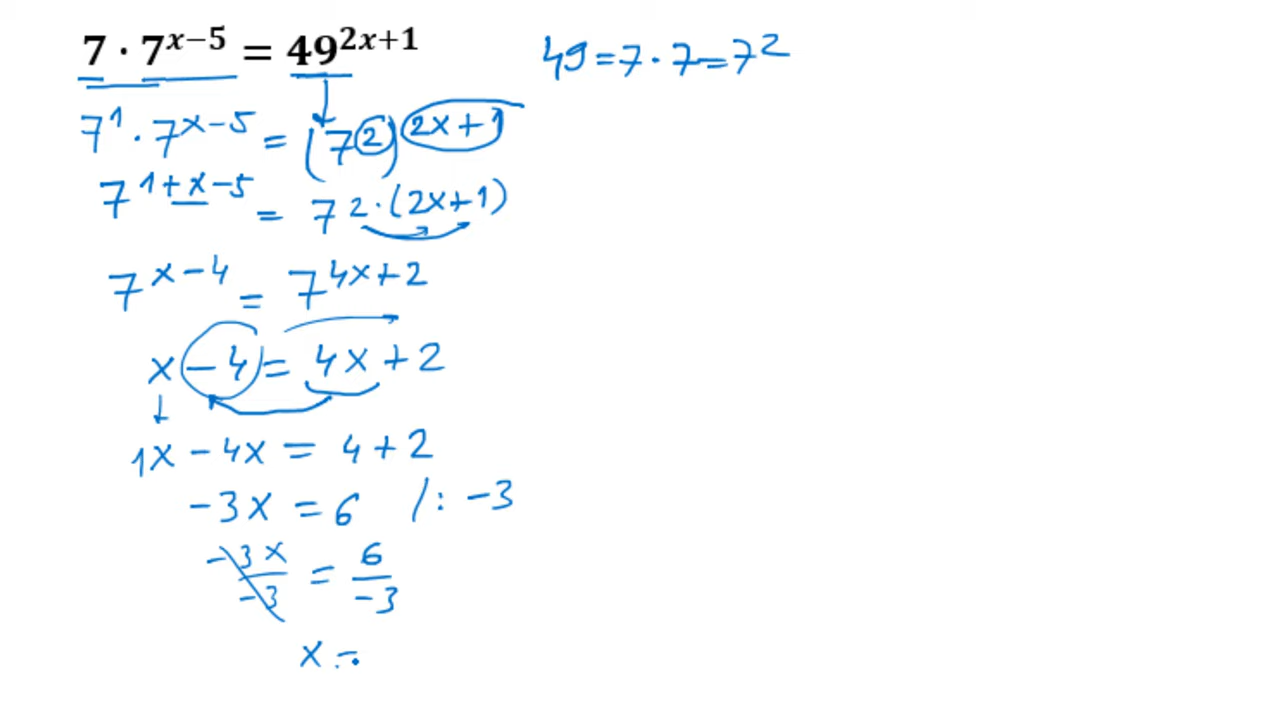 7 · 7^{x−5} = 49^{2x+1}
49 = 7 · 7 = 7^2
7^1 · 7^{x−5} = (7^2)^{2x+1}
7^{1+x−5} = 7^{2·(2x+1)}
7^{x−4} = 7^{4x+2}
x − 4 = 4x + 2
1x − 4x = 4 + 2
−3x = 6 /: −3
\frac{−3x}{−3} = \frac{6}{−3}
x =